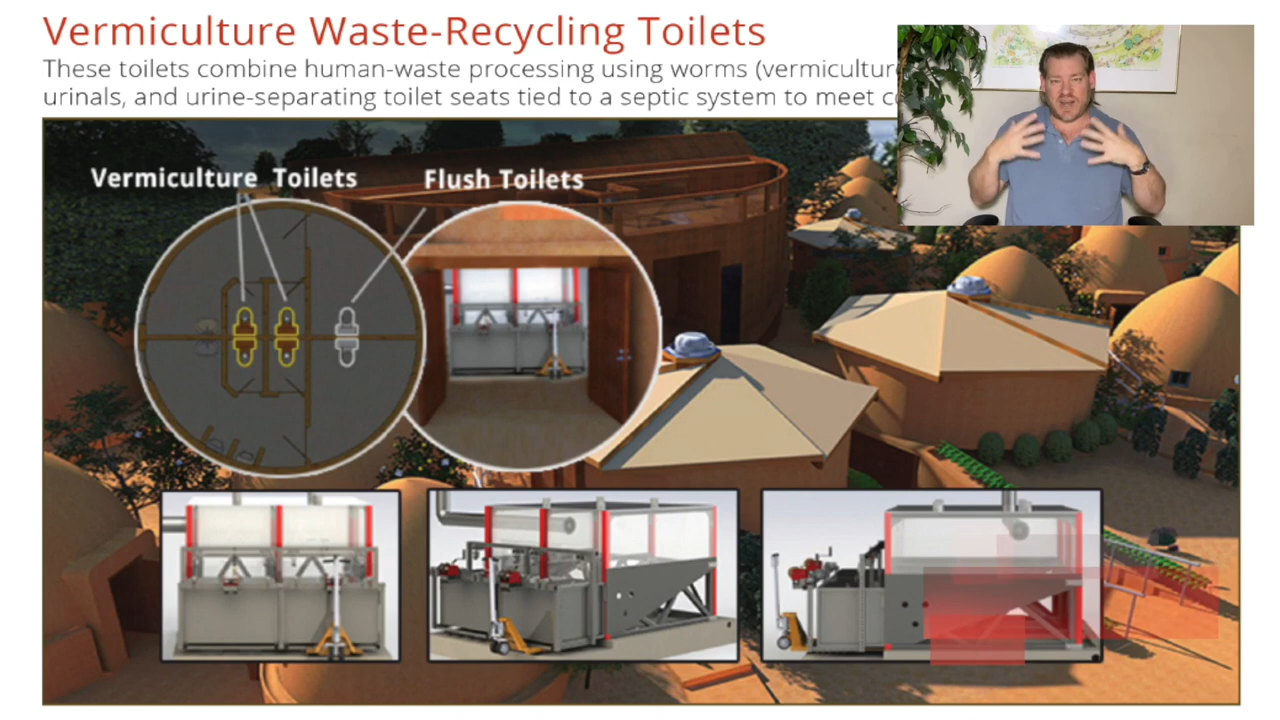 Vermiculture Waste-Recycling Toilets
These toilets combine human-waste processing using worms (vermiculture
urinals, and urine-separating toilet seats tied to a septic system to meet
Vermiculture Toilets
Flush Toilets